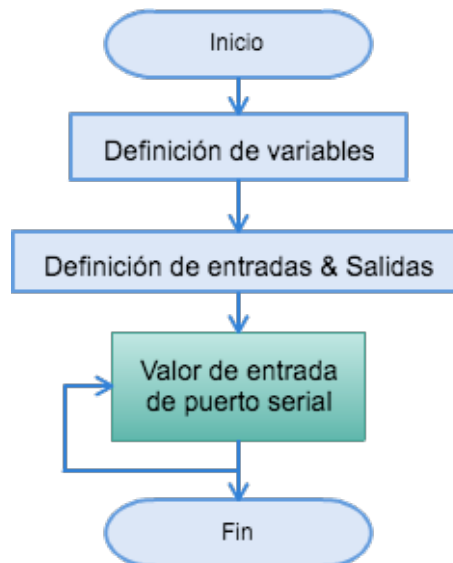 Inicio
Definición de variables
Definición de entradas & Salidas
Valor de entrada
de puerto serial
Fin